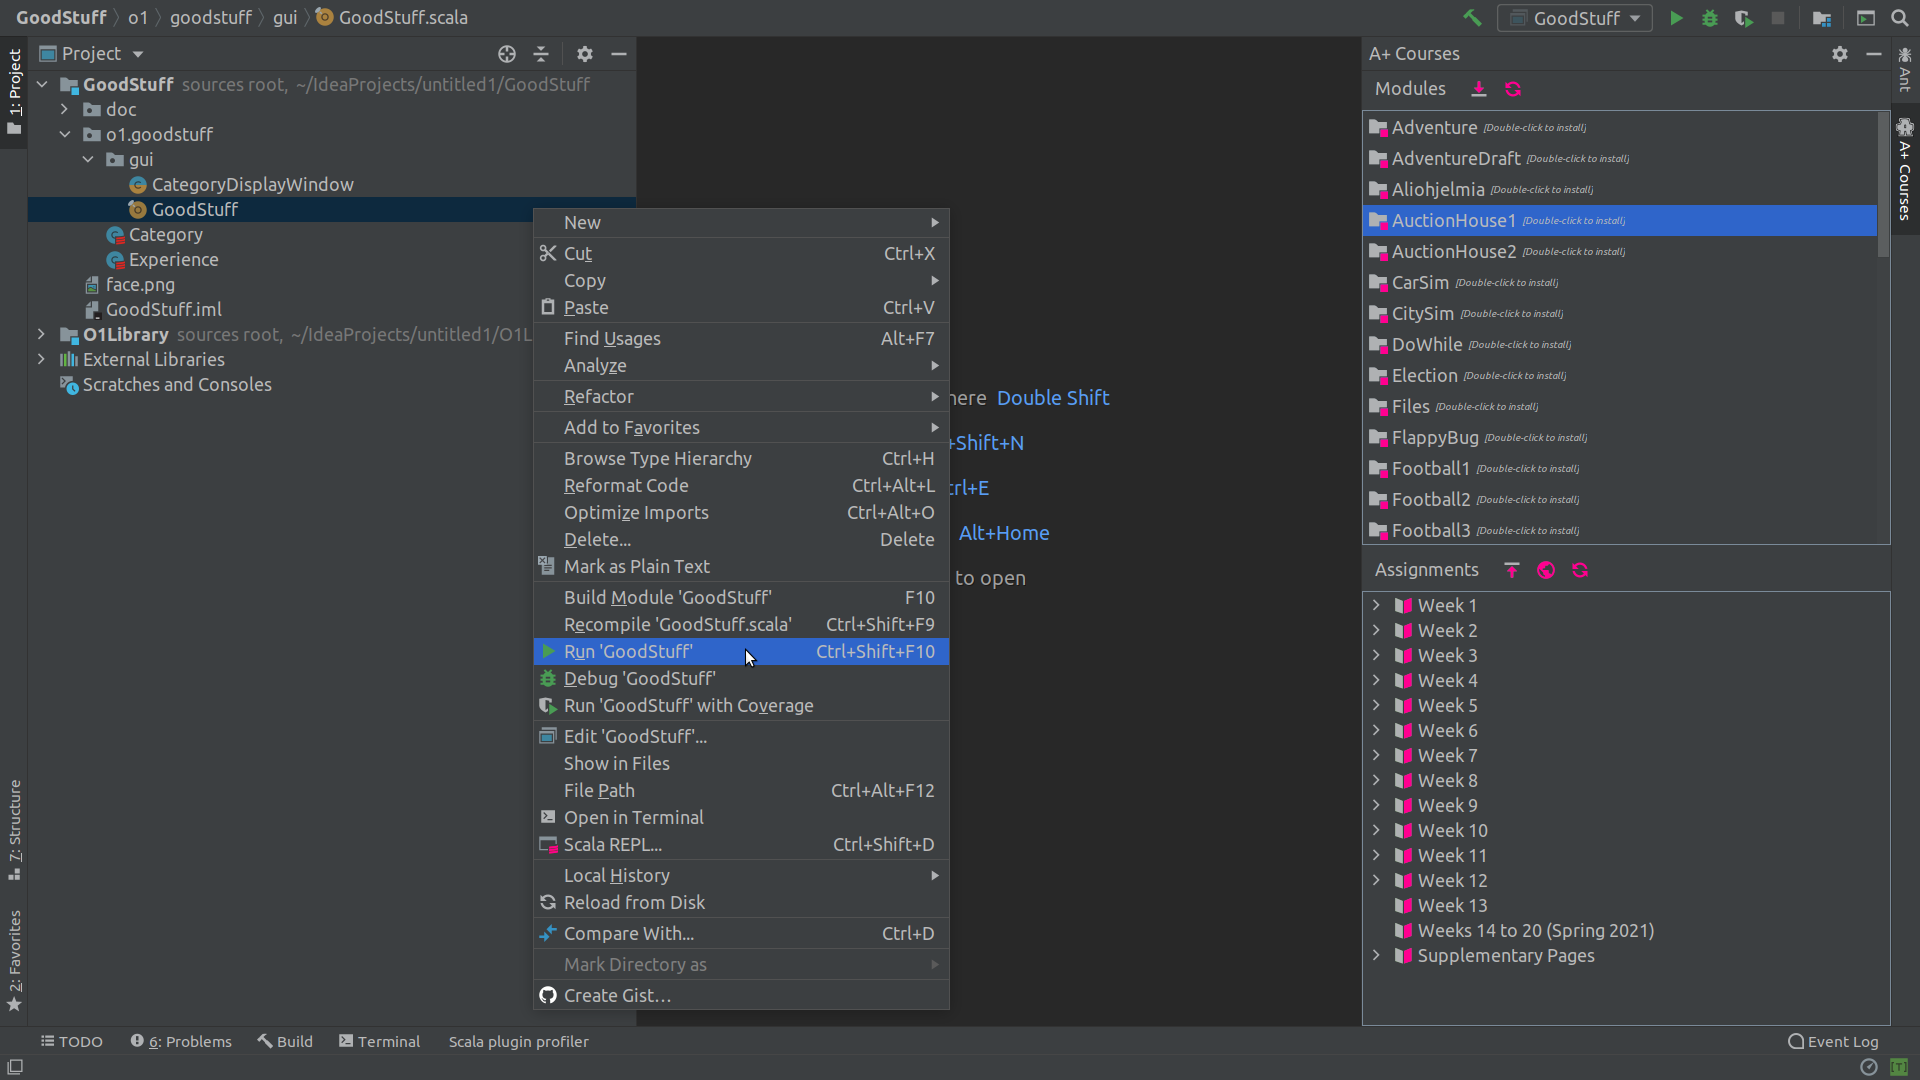 GoodStuff o1 goodstuff gui GoodStuff.scala
GoodStuff
1: Project
7: Structure
2: Favorites
Project
GoodStuff sources root, ~/IdeaProjects/untitled1/GoodStuff
doc
o1.goodstuff
gui
CategoryDisplayWindow
GoodStuff
Category
Experience
face.png
GoodStuff.iml
O1Library sources root, ~/IdeaProjects/untitled1/O1L
External Libraries
Scratches and Consoles
New
Cut Ctrl+X
Copy
Paste Ctrl+V
Find Usages Alt+F7
Analyze
Refactor
Add to Favorites
Browse Type Hierarchy Ctrl+H
Reformat Code Ctrl+Alt+L
Optimize Imports Ctrl+Alt+O
Delete... Delete
Mark as Plain Text
Build Module 'GoodStuff' F10
Recompile 'GoodStuff.scala' Ctrl+Shift+F9
Run 'GoodStuff' Ctrl+Shift+F10
Debug 'GoodStuff'
Run 'GoodStuff' with Coverage
Edit 'GoodStuff'...
Show in Files
File Path Ctrl+Alt+F12
Open in Terminal
Scala REPL... Ctrl+Shift+D
Local History
Reload from Disk
Compare With... Ctrl+D
Mark Directory as
Create Gist...
here Double Shift
+Shift+N
trl+E
Alt+Home
to open
A+ Courses
Modules
Adventure [Double-click to install]
AdventureDraft [Double-click to install]
Aliohjelmia [Double-click to install]
AuctionHouse1 [Double-click to install]
AuctionHouse2 [Double-click to install]
CarSim [Double-click to install]
CitySim [Double-click to install]
DoWhile [Double-click to install]
Election [Double-click to install]
Files [Double-click to install]
FlappyBug [Double-click to install]
Football1 [Double-click to install]
Football2 [Double-click to install]
Football3 [Double-click to install]
Assignments
Week 1
Week 2
Week 3
Week 4
Week 5
Week 6
Week 7
Week 8
Week 9
Week 10
Week 11
Week 12
Week 13
Weeks 14 to 20 (Spring 2021)
Supplementary Pages
Ant
A+ Courses
TODO 6: Problems Build Terminal Scala plugin profiler Event Log
[T]